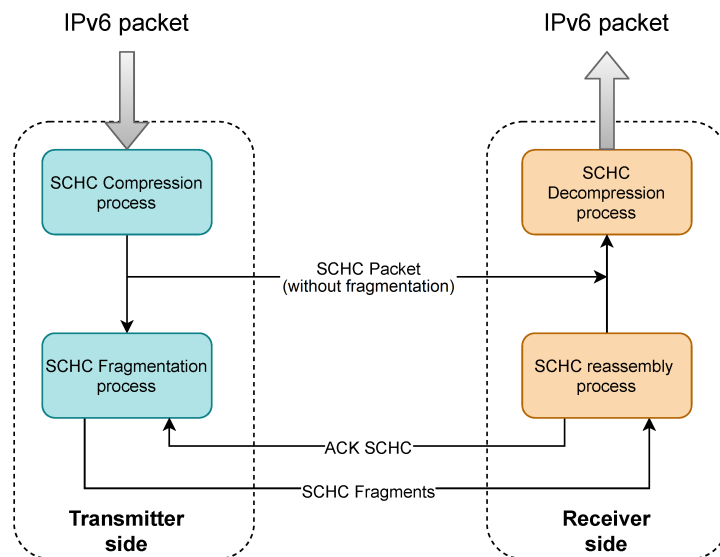 IPv6 packet
IPv6 packet
SCHC Compression
process
SCHC
Decompression
process
SCHC Packet
(without fragmentation)
SCHC Fragmentation
process
SCHC reassembly
process
ACK SCHC
SCHC Fragments
Transmitter
side
Receiver
side